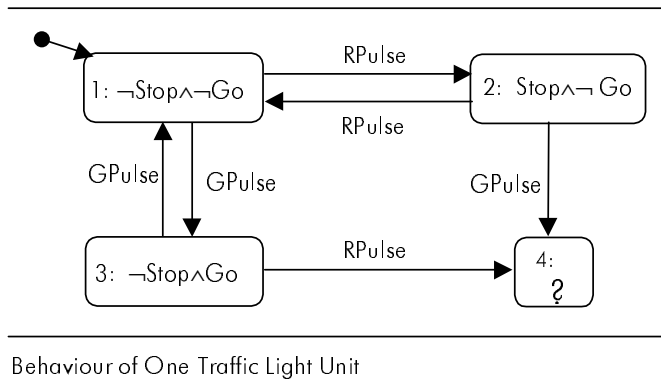 RPulse
1: ¬Stop∧¬Go
2: Stop∧¬ Go
RPulse
GPulse
GPulse
GPulse
RPulse
3: ¬Stop∧Go
4:
?
Behaviour of One Traffic Light Unit